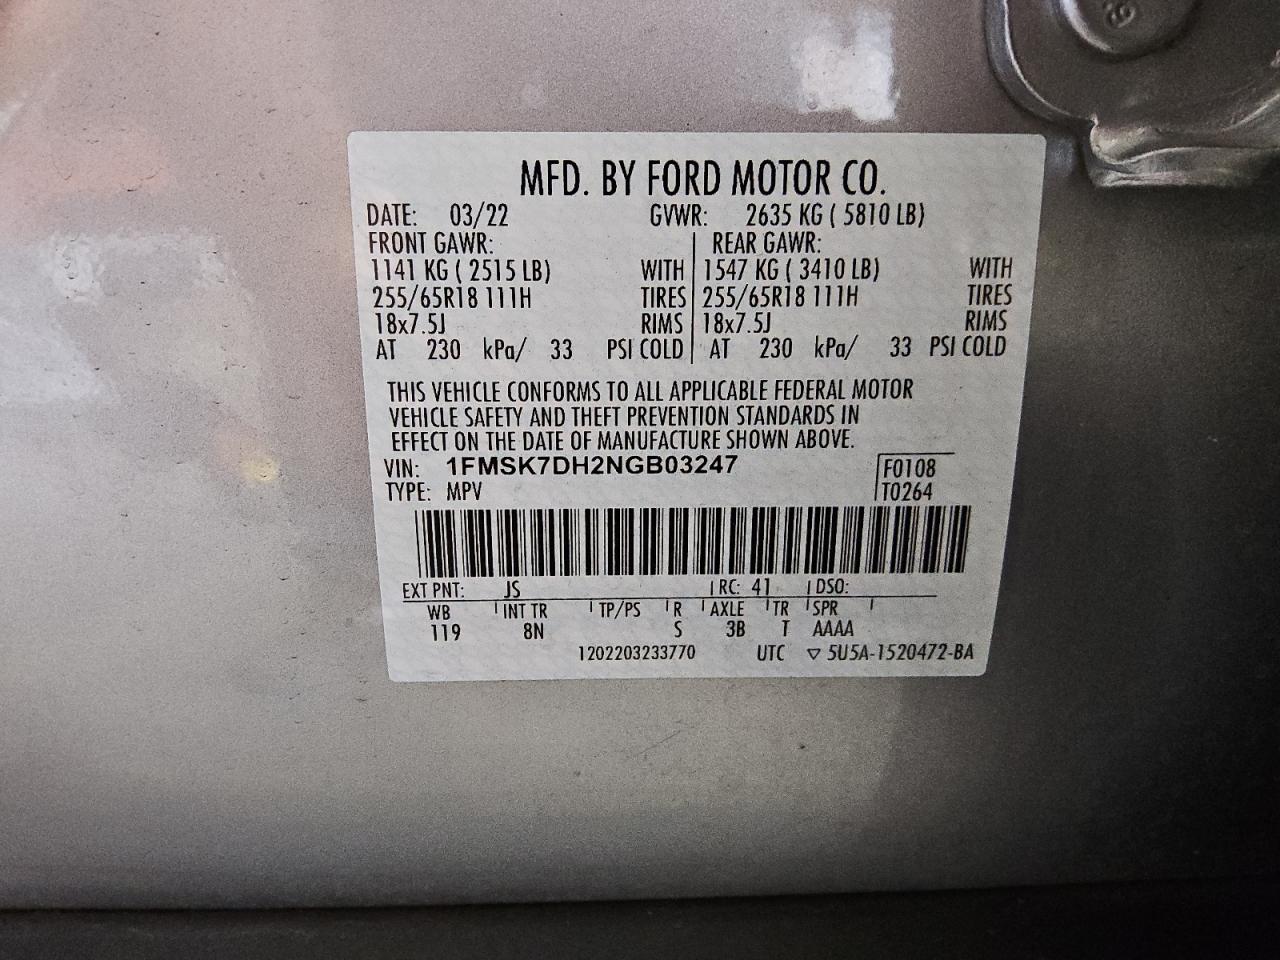 MFD. BY FORD MOTOR CO.
DATE: 03/22 GVWR: 2635 KG ( 5810 LB)
FRONT GAWR: REAR GAWR:
1141 KG ( 2515 LB) WITH 1547 KG ( 3410 LB) WITH
255/65R18 111H TIRES 255/65R18 111H TIRES
18x7.5J RIMS 18x7.5J RIMS
AT 230 kPa/ 33 PSI COLD AT 230 kPa/ 33 PSI COLD
THIS VEHICLE CONFORMS TO ALL APPLICABLE FEDERAL MOTOR
VEHICLE SAFETY AND THEFT PREVENTION STANDARDS IN
EFFECT ON THE DATE OF MANUFACTURE SHOWN ABOVE.
VIN: 1FMSK7DH2NGB03247 F0108
TYPE: MPV T0264
EXT PNT: JS RC: 41 DSO:
WB INT TR TP/PS R AXLE TR SPR
119 8N S 3B T AAAA
1202203233770 UTC ▽ 5U5A-1520472-BA